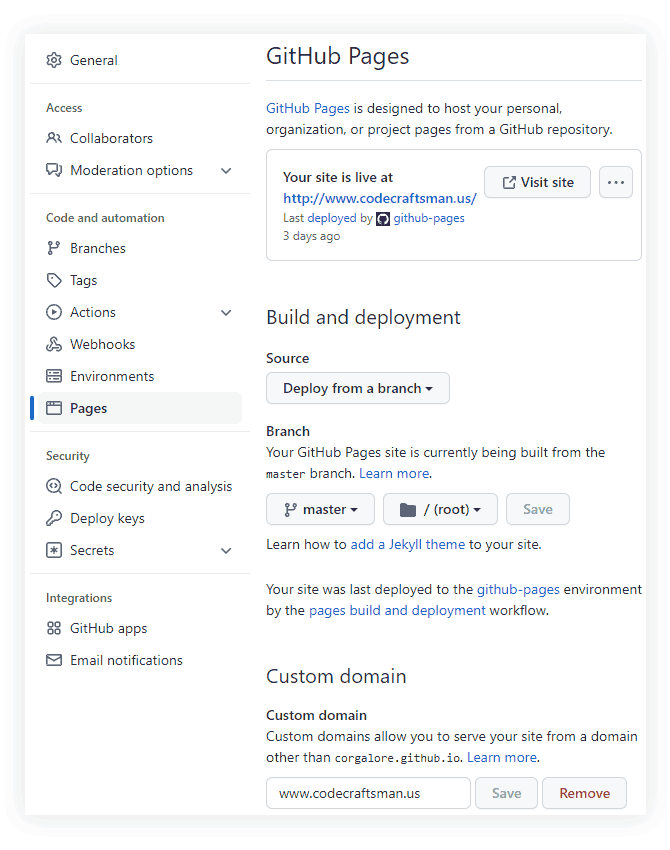 General
Access
Collaborators
Moderation options
Code and automation
Branches
Tags
Actions
Webhooks
Environments
Pages
Security
Code security and analysis
Deploy keys
Secrets
Integrations
GitHub apps
Email notifications
GitHub Pages
GitHub Pages is designed to host your personal,
organization, or project pages from a GitHub repository.
Your site is live at
http://www.codecraftsman.us/
Last deployed by github-pages
3 days ago
Visit site
Build and deployment
Source
Deploy from a branch
Branch
Your GitHub Pages site is currently being built from the
master branch. Learn more.
master / (root) Save
Learn how to add a Jekyll theme to your site.
Your site was last deployed to the github-pages environment
by the pages build and deployment workflow.
Custom domain
Custom domain
Custom domains allow you to serve your site from a domain
other than corgalore.github.io. Learn more.
www.codecraftsman.us Save Remove